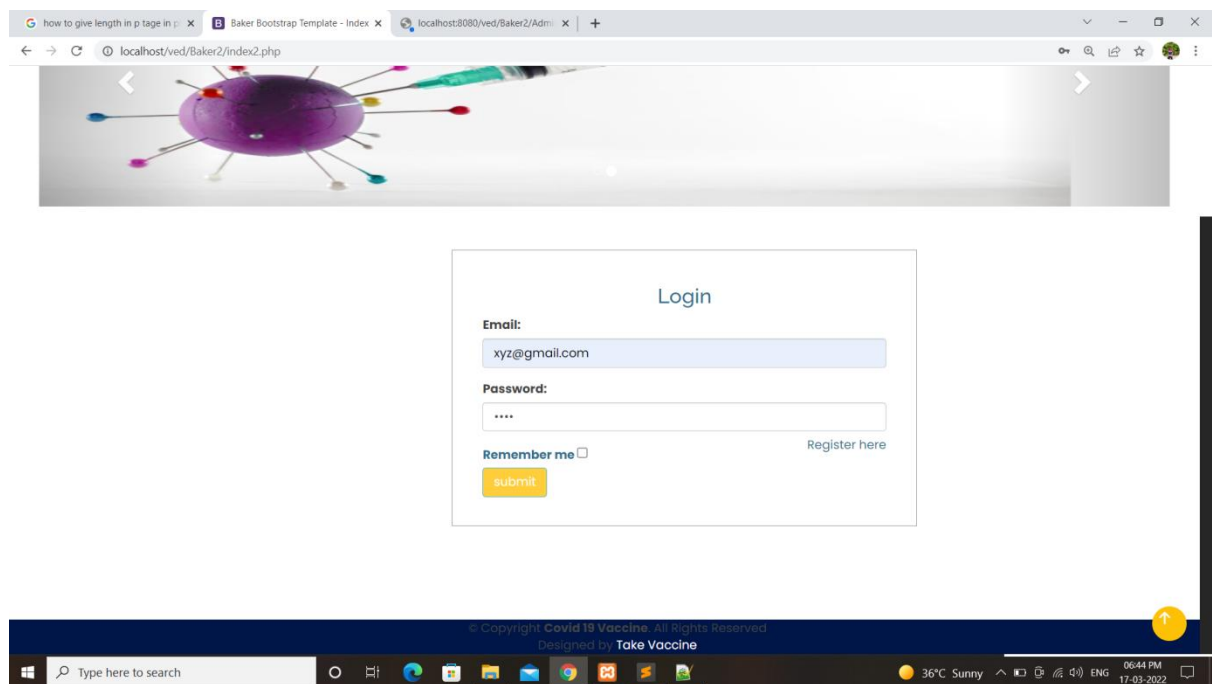 how to give length in p tage in p
Baker Bootstrap Template - Index
localhost:8080/ved/Baker2/Admi
localhost/ved/Baker2/index2.php
Login
Email:
xyz@gmail.com
Password:
••••
Remember me
Register here
submit
© Copyright Covid 19 Vaccine. All Rights Reserved
Designed by Take Vaccine
Type here to search
36°C Sunny
ENG
06:44 PM
17-03-2022